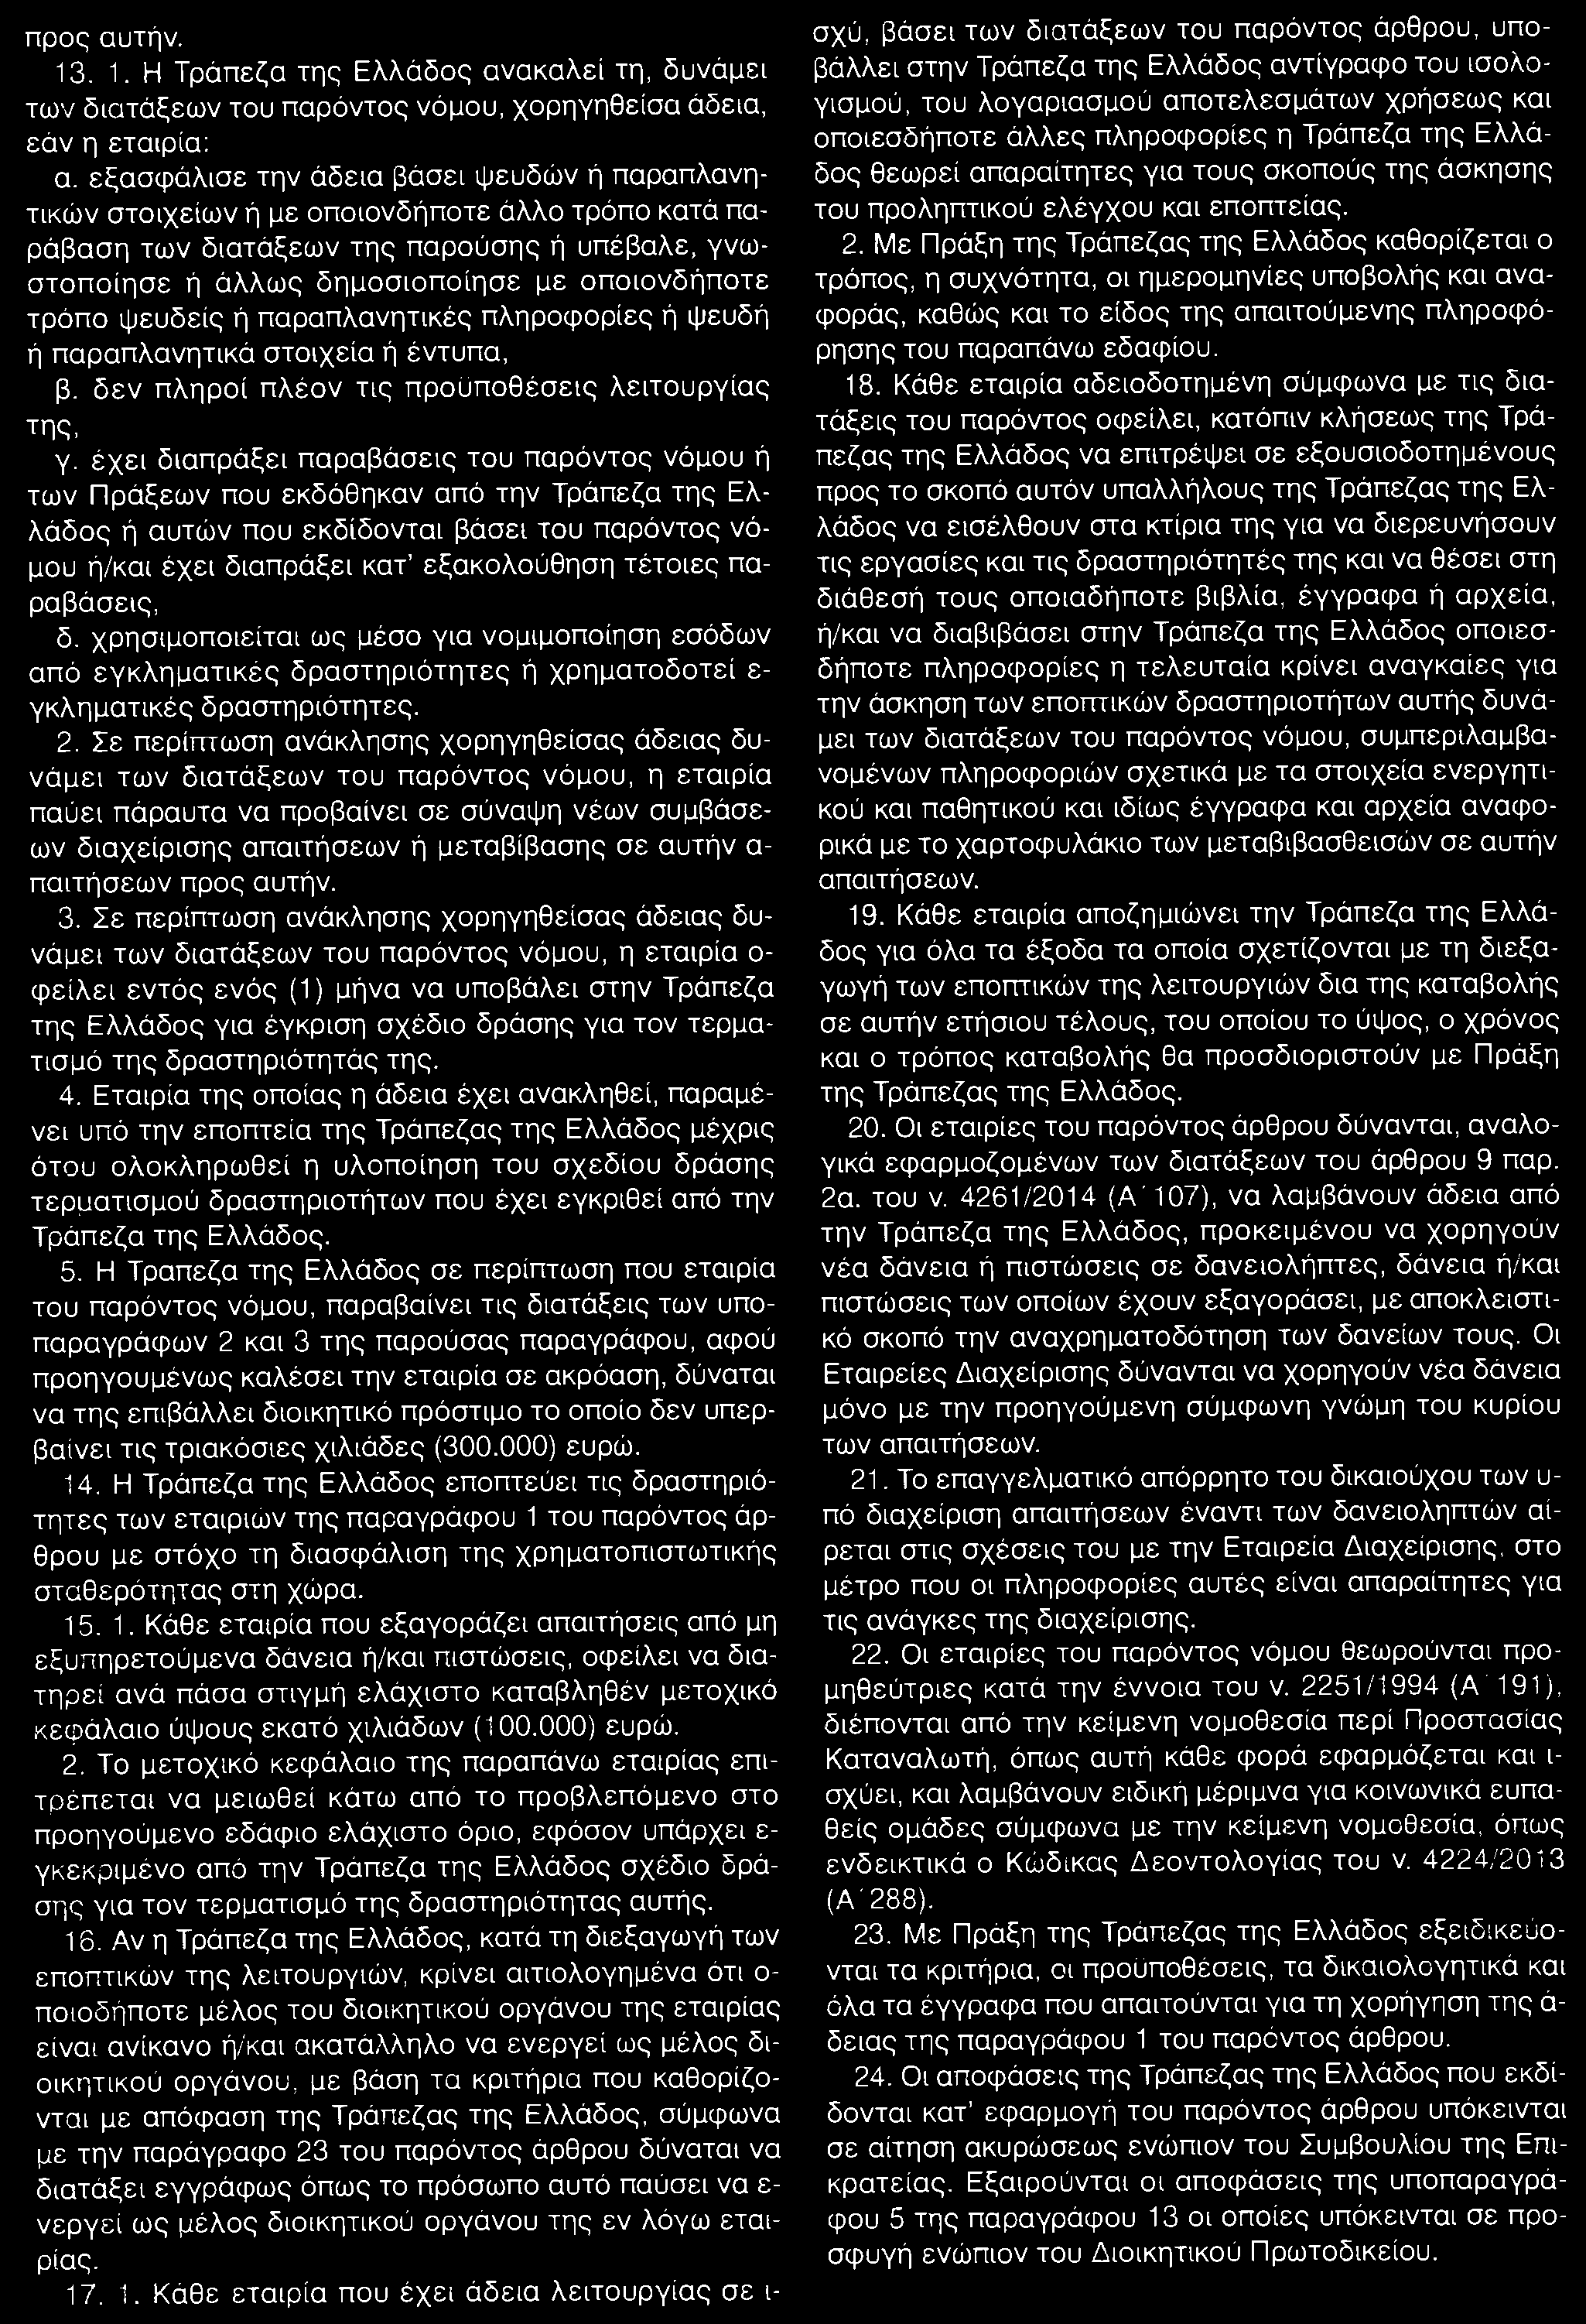 προς αυτήν.
13. 1. Η Τράπεζα της Ελλάδος ανακαλεί τη, δυνάμει
των διατάξεων του παρόντος νόμου, χορηγηθείσα άδεια,
εάν η εταιρία:
α. εξασφάλισε την άδεια βάσει ψευδών ή παραπλανη-
τικών στοιχείων ή με οποιονδήποτε άλλο τρόπο κατά πα-
ράβαση των διατάξεων της παρούσης ή υπέβαλε, γνω-
στοποίησε ή άλλως δημοσιοποίησε με οποιονδήποτε
τρόπο ψευδείς ή παραπλανητικές πληροφορίες ή ψευδή
ή παραπλανητικά στοιχεία ή έντυπα,
β. δεν πληροί πλέον τις προϋποθέσεις λειτουργίας
της,
γ. έχει διαπράξει παραβάσεις του παρόντος νόμου ή
των Πράξεων που εκδόθηκαν από την Τράπεζα της Ελ-
λάδος ή αυτών που εκδίδονται βάσει του παρόντος νό-
μου ή/και έχει διαπράξει κατ’ εξακολούθηση τέτοιες πα-
ραβάσεις,
δ. χρησιμοποιείται ως μέσο για νομιμοποίηση εσόδων
από εγκληματικές δραστηριότητες ή χρηματοδοτεί ε-
γκληματικές δραστηριότητες.
2. Σε περίπτωση ανάκλησης χορηγηθείσας άδειας δυ-
νάμει των διατάξεων του παρόντος νόμου, η εταιρία
παύει πάραυτα να προβαίνει σε σύναψη νέων συμβάσε-
ων διαχείρισης απαιτήσεων ή μεταβίβασης σε αυτήν α-
παιτήσεων προς αυτήν.
3. Σε περίπτωση ανάκλησης χορηγηθείσας άδειας δυ-
νάμει των διατάξεων του παρόντος νόμου, η εταιρία ο-
φείλει εντός ενός (1) μήνα να υποβάλει στην Τράπεζα
της Ελλάδος για έγκριση σχέδιο δράσης για τον τερμα-
τισμό της δραστηριότητάς της.
4. Εταιρία της οποίας η άδεια έχει ανακληθεί, παραμέ-
νει υπό την εποπτεία της Τράπεζας της Ελλάδος μέχρις
ότου ολοκληρωθεί η υλοποίηση του σχεδίου δράσης
τερματισμού δραστηριοτήτων που έχει εγκριθεί από την
Τράπεζα της Ελλάδος.
5. Η Τραπεζα της Ελλάδος σε περίπτωση που εταιρία
του παρόντος νόμου, παραβαίνει τις διατάξεις των υπο-
παραγράφων 2 και 3 της παρούσας παραγράφου, αφού
προηγουμένως καλέσει την εταιρία σε ακρόαση, δύναται
να της επιβάλλει διοικητικό πρόστιμο το οποίο δεν υπερ-
βαίνει τις τριακόσιες χιλιάδες (300.000) ευρώ.
14. Η Τράπεζα της Ελλάδος εποπτεύει τις δραστηριό-
τητες των εταιριών της παραγράφου 1 του παρόντος άρ-
θρου με στόχο τη διασφάλιση της χρηματοπιστωτικής
σταθερότητας στη χώρα.
15. 1. Κάθε εταιρία που εξαγοράζει απαιτήσεις από μη
εξυπηρετούμενα δάνεια ή/και πιστώσεις, οφείλει να δια-
τηρεί ανά πάσα στιγμή ελάχιστο καταβληθέν μετοχικό
κεφάλαιο ύψους εκατό χιλιάδων (100.000) ευρώ.
2. Το μετοχικό κεφάλαιο της παραπάνω εταιρίας επι-
τρέπεται να μειωθεί κάτω από το προβλεπόμενο στο
προηγούμενο εδάφιο ελάχιστο όριο, εφόσον υπάρχει ε-
γκεκριμένο από την Τράπεζα της Ελλάδος σχέδιο δρά-
σης για τον τερματισμό της δραστηριότητας αυτής.
16. Αν η Τράπεζα της Ελλάδος, κατά τη διεξαγωγή των
εποπτικών της λειτουργιών, κρίνει αιτιολογημένα ότι ο-
ποιοδήποτε μέλος του διοικητικού οργάνου της εταιρίας
είναι ανίκανο ή/και ακατάλληλο να ενεργεί ως μέλος δι-
οικητικού οργάνου, με βάση τα κριτήρια που καθορίζο-
νται με απόφαση της Τράπεζας της Ελλάδος, σύμφωνα
με την παράγραφο 23 του παρόντος άρθρου δύναται να
διατάξει εγγράφως όπως το πρόσωπο αυτό παύσει να ε-
νεργεί ως μέλος διοικητικού οργάνου της εν λόγω εται-
ρίας.
17. 1. Κάθε εταιρία που έχει άδεια λειτουργίας σε ι-
σχύ, βάσει των διατάξεων του παρόντος άρθρου, υπο-
βάλλει στην Τράπεζα της Ελλάδος αντίγραφο του ισολο-
γισμού, του λογαριασμού αποτελεσμάτων χρήσεως και
οποιεσδήποτε άλλες πληροφορίες η Τράπεζα της Ελλά-
δος θεωρεί απαραίτητες για τους σκοπούς της άσκησης
του προληπτικού ελέγχου και εποπτείας.
2. Με Πράξη της Τράπεζας της Ελλάδος καθορίζεται ο
τρόπος, η συχνότητα, οι ημερομηνίες υποβολής και ανα-
φοράς, καθώς και το είδος της απαιτούμενης πληροφό-
ρησης του παραπάνω εδαφίου.
18. Κάθε εταιρία αδειοδοτημένη σύμφωνα με τις δια-
τάξεις του παρόντος οφείλει, κατόπιν κλήσεως της Τρά-
πεζας της Ελλάδος να επιτρέψει σε εξουσιοδοτημένους
προς το σκοπό αυτόν υπαλλήλους της Τράπεζας της Ελ-
λάδος να εισέλθουν στα κτίρια της για να διερευνήσουν
τις εργασίες και τις δραστηριότητές της και να θέσει στη
διάθεσή τους οποιαδήποτε βιβλία, έγγραφα ή αρχεία,
ή/και να διαβιβάσει στην Τράπεζα της Ελλάδος οποιεσ-
δήποτε πληροφορίες η τελευταία κρίνει αναγκαίες για
την άσκηση των εποπτικών δραστηριοτήτων αυτής δυνά-
μει των διατάξεων του παρόντος νόμου, συμπεριλαμβα-
νομένων πληροφοριών σχετικά με τα στοιχεία ενεργητι-
κού και παθητικού και ιδίως έγγραφα και αρχεία αναφο-
ρικά με το χαρτοφυλάκιο των μεταβιβασθεισών σε αυτήν
απαιτήσεων.
19. Κάθε εταιρία αποζημιώνει την Τράπεζα της Ελλά-
δος για όλα τα έξοδα τα οποία σχετίζονται με τη διεξα-
γωγή των εποπτικών της λειτουργιών δια της καταβολής
σε αυτήν ετήσιου τέλους, του οποίου το ύψος, ο χρόνος
και ο τρόπος καταβολής θα προσδιοριστούν με Πράξη
της Τράπεζας της Ελλάδος.
20. Οι εταιρίες του παρόντος άρθρου δύνανται, αναλο-
γικά εφαρμοζομένων των διατάξεων του άρθρου 9 παρ.
2α. του ν. 4261/2014 (Α΄107), να λαμβάνουν άδεια από
την Τράπεζα της Ελλάδος, προκειμένου να χορηγούν
νέα δάνεια ή πιστώσεις σε δανειολήπτες, δάνεια ή/και
πιστώσεις των οποίων έχουν εξαγοράσει, με αποκλειστι-
κό σκοπό την αναχρηματοδότηση των δανείων τους. Οι
Εταιρείες Διαχείρισης δύνανται να χορηγούν νέα δάνεια
μόνο με την προηγούμενη σύμφωνη γνώμη του κυρίου
των απαιτήσεων.
21. Το επαγγελματικό απόρρητο του δικαιούχου των υ-
πό διαχείριση απαιτήσεων έναντι των δανειοληπτών αί-
ρεται στις σχέσεις του με την Εταιρεία Διαχείρισης, στο
μέτρο που οι πληροφορίες αυτές είναι απαραίτητες για
τις ανάγκες της διαχείρισης.
22. Οι εταιρίες του παρόντος νόμου θεωρούνται προ-
μηθεύτριες κατά την έννοια του ν. 2251/1994 (Α΄ 191),
διέπονται από την κείμενη νομοθεσία περί Προστασίας
Καταναλωτή, όπως αυτή κάθε φορά εφαρμόζεται και ι-
σχύει, και λαμβάνουν ειδική μέριμνα για κοινωνικά ευπα-
θείς ομάδες σύμφωνα με την κείμενη νομοθεσία, όπως
ενδεικτικά ο Κώδικας Δεοντολογίας του ν. 4224/2013
(Α΄288).
23. Με Πράξη της Τράπεζας της Ελλάδος εξειδικεύο-
νται τα κριτήρια, οι προϋποθέσεις, τα δικαιολογητικά και
όλα τα έγγραφα που απαιτούνται για τη χορήγηση της ά-
δειας της παραγράφου 1 του παρόντος άρθρου.
24. Οι αποφάσεις της Τράπεζας της Ελλάδος που εκδί-
δονται κατ’ εφαρμογή του παρόντος άρθρου υπόκεινται
σε αίτηση ακυρώσεως ενώπιον του Συμβουλίου της Επι-
κρατείας. Εξαιρούνται οι αποφάσεις της υποπαραγρά-
φου 5 της παραγράφου 13 οι οποίες υπόκεινται σε προ-
σφυγή ενώπιον του Διοικητικού Πρωτοδικείου.